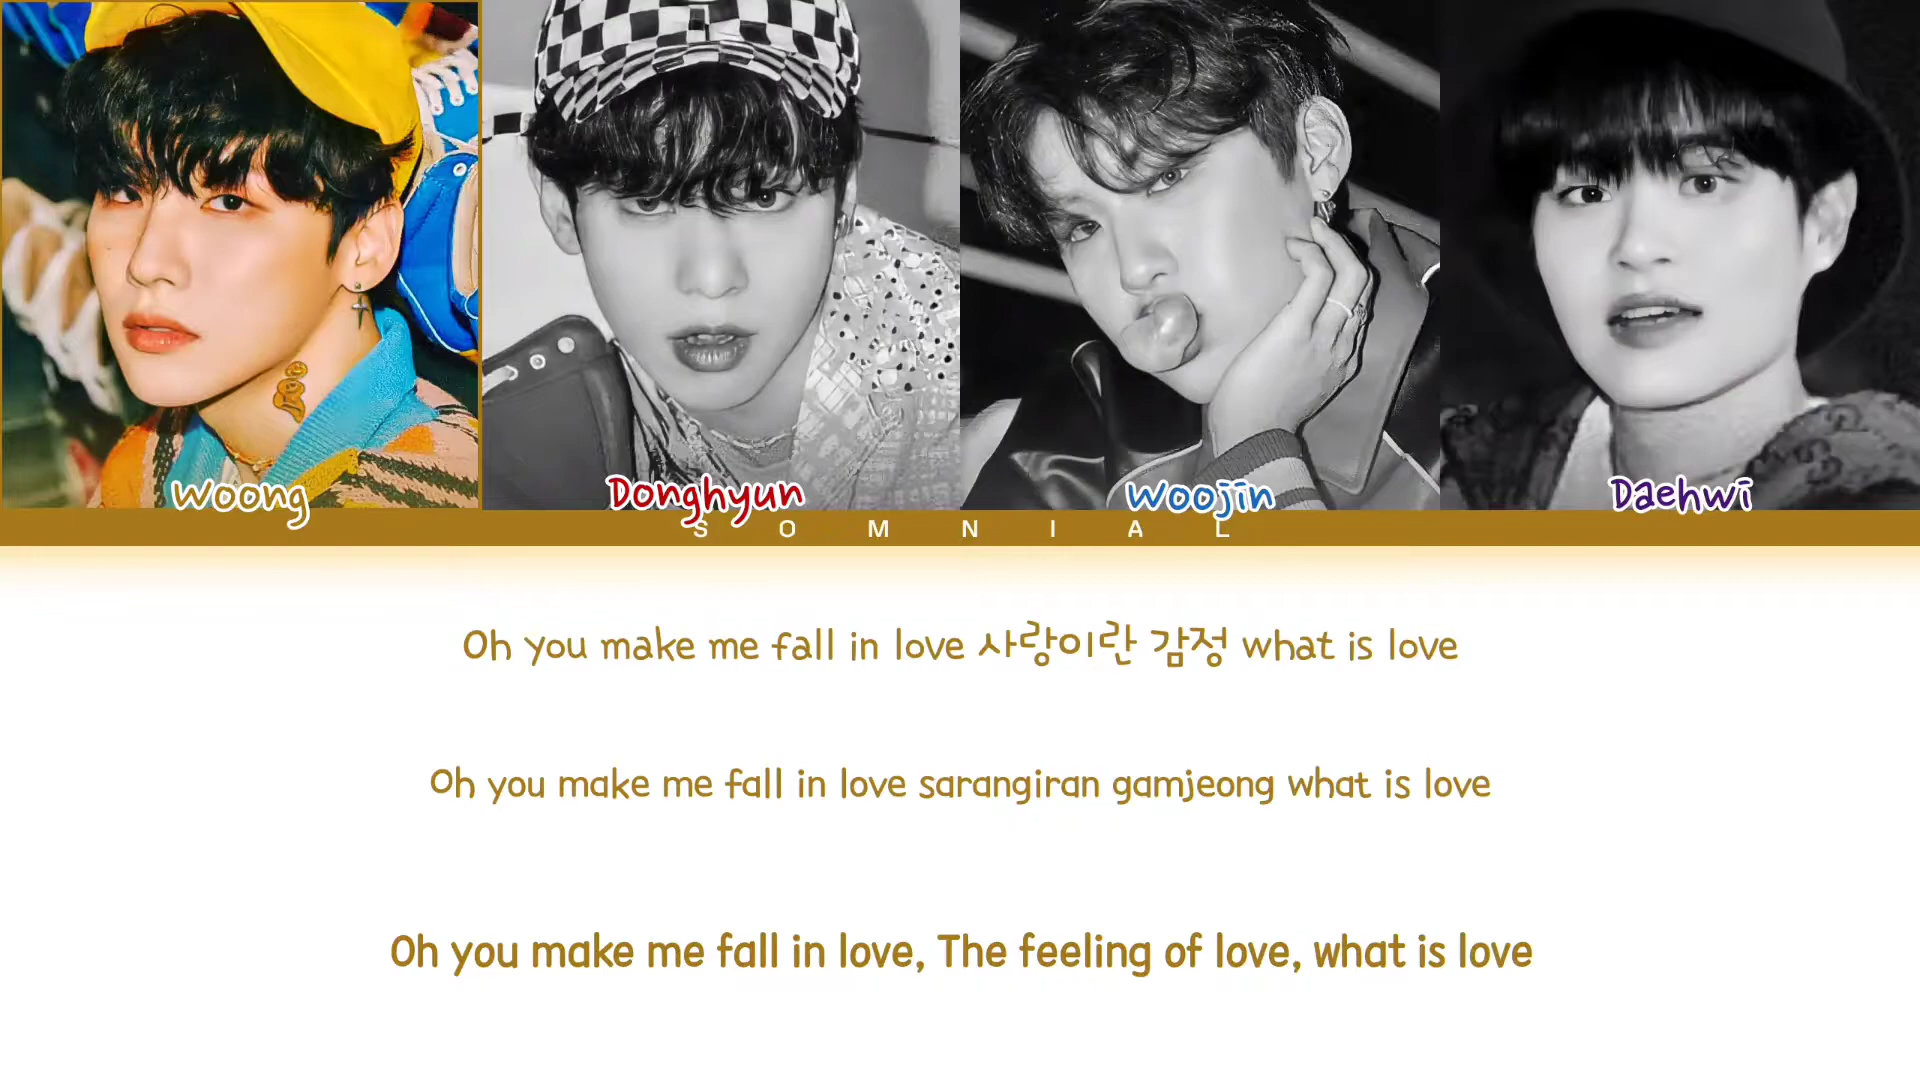 Woong
Donghyun
Woojin
Daehwi
SOMNIAL
Oh you make me fall in love 사랑이란 감정 what is love
Oh you make me fall in love sarangiran gamjeong what is love
Oh you make me fall in love, The feeling of love, what is love